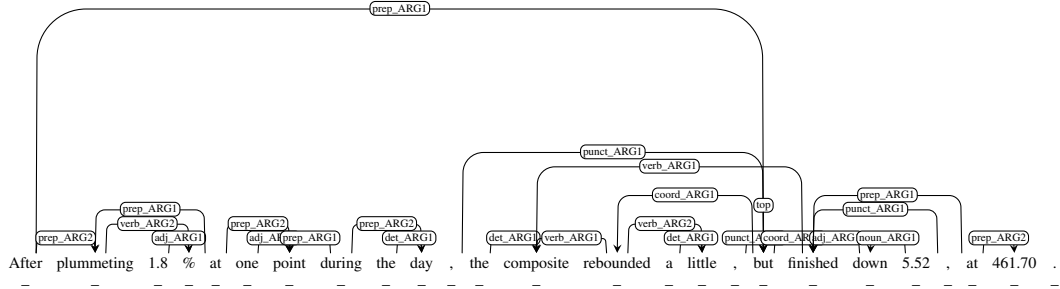 prep_ARG1
punct_ARG1
verb_ARG1
coord_ARG1 prep_ARG1
top
prep_ARG1 punct_ARG1
verb_ARG2 prep_ARG2 prep_ARG2 verb_ARG2
prep_ARG2 adj_ARG1 prep_ARG1 det_ARG1 det_ARG1 verb_ARG1 det_ARG1 noun_ARG1 prep_ARG2
After plummeting 1.8 % at one point during the day , the composite rebounded a little , but finished down 5.52 , at 461.70 .
_ _ _ _ _ _ _ _ _ _ _ _ _ _ _ _ _ _ _ _ _ _ _ _ _